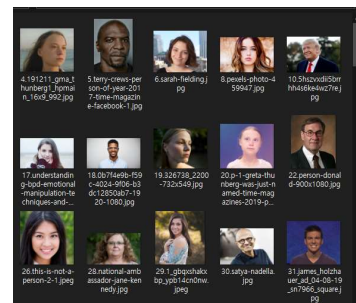 4.191211_gma_t
hunberg1_hpmai
n_16x9_992.jpg
5.terry-crews-per
son-of-year-201
7-time-magazin
e-facebook-1.jpg
6.sarah-fielding.j
pg
8.pexels-photo-4
59947.jpg
10.5hszvxdii5brr
hh4s6ke4wz7re.j
pg
17.understandin
g-bpd-emotional
-manipulation-te
chniques-and-...
18.0b7f4e9b-f59
c-4024-9f06-b3
dc12850ab7-19
20-1080.jpg
19.326738_2200
-732x549.jpg
20.p-1-greta-thu
nberg-was-just-n
amed-time-mag
azines-2019-p...
22.person-donal
d-900x1080.jpg
26.this-is-not-a-
person-2-1.jpeg
28.national-amb
assador-jane-ken
nedy.jpg
29.1_gbqxshakx
bp_ypb14cn0nw.
jpeg
30.satya-nadella.
jpg
31.james_holzha
uer_ad_04-08-19
_sn7966_square.j
pg